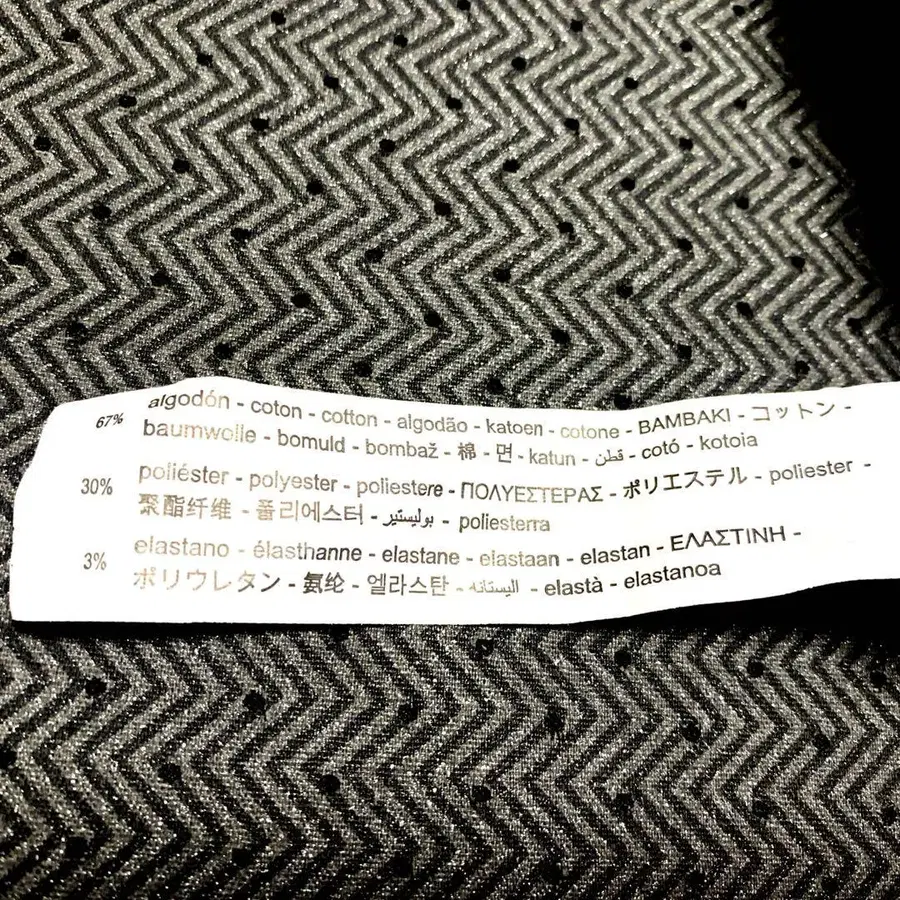 67% algodón - coton - cotton - algodão - katoen - cotone - BAMBAKI - コットン -
baumwolle - bomuld - bombaž - 棉 - 면 - katun - قطن - cotó - kotoia
30% poliéster - polyester - poliestere - ΠΟΛΥΕΣΤΕΡΑΣ - ポリエステル - poliester -
聚酯纤维 - 폴리에스터 - بوليستير - poliesterra
3% elastano - élasthanne - elastane - elastaan - elastan - ΕΛΑΣΤΙΝΗ -
ポリウレタン - 氨纶 - 엘라스탄 - اليستانه - elastà - elastanoa